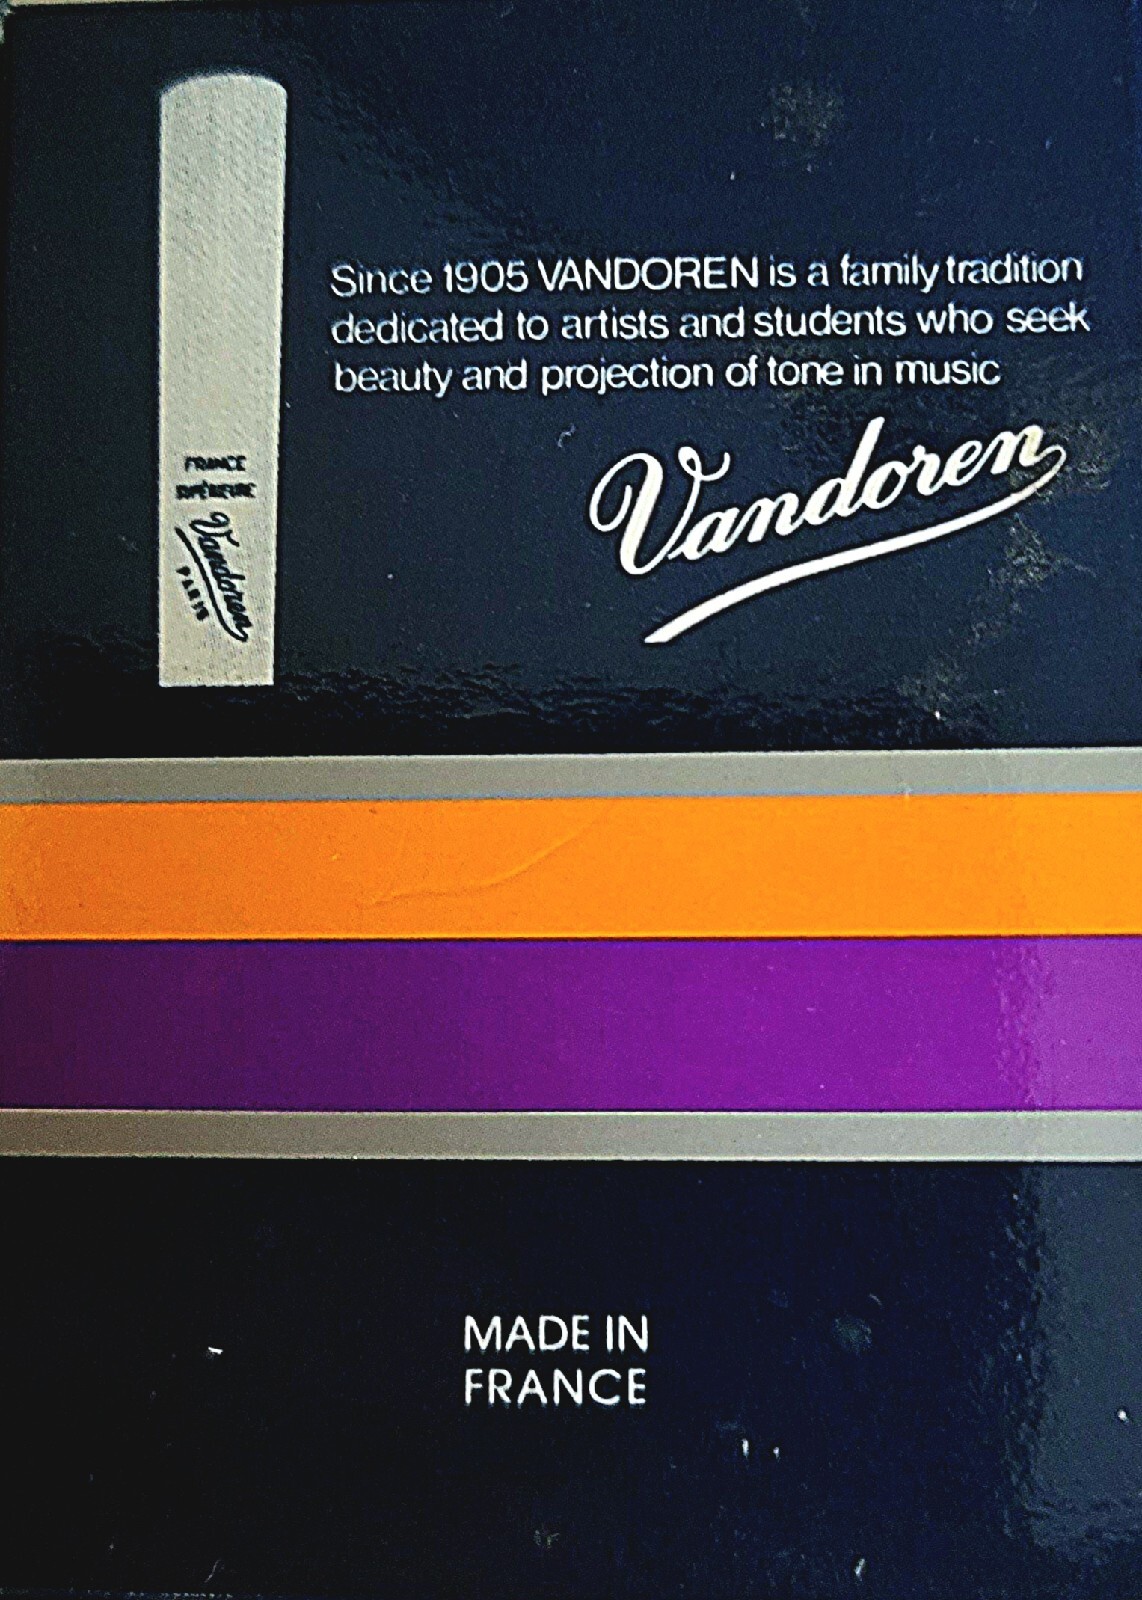 Since 1905 VANDOREN is a family tradition
dedicated to artists and students who seek
beauty and projection of tone in music
Vandoren
FRANCE
SUPÉRIEURE
Vandoren
PARIS
MADE IN
FRANCE